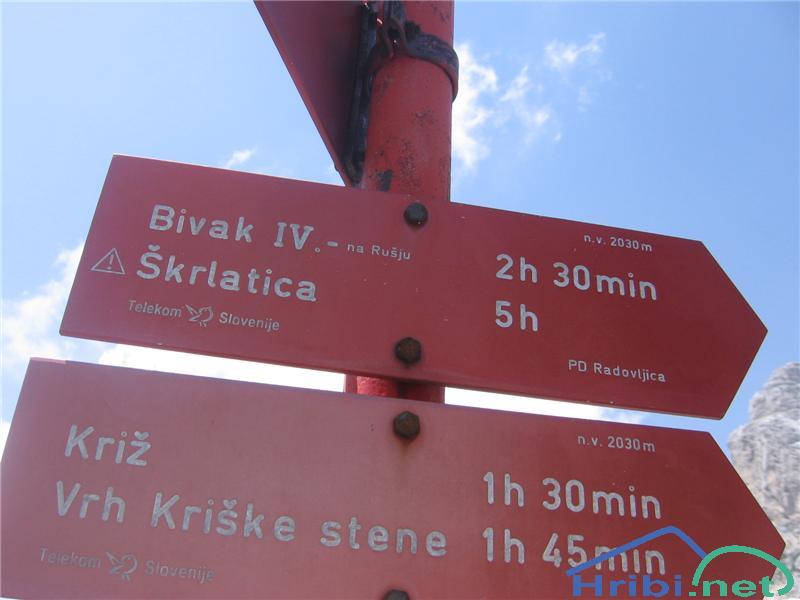 n.v. 2030m
Bivak IV.- na Rušju 2h 30min
Škrlatica 5h
Telekom Slovenije
PD Radovljica
n.v. 2030m
Križ 1h 30min
Vrh Kriške stene 1h 45min
Telekom Slovenije
Hribi.net